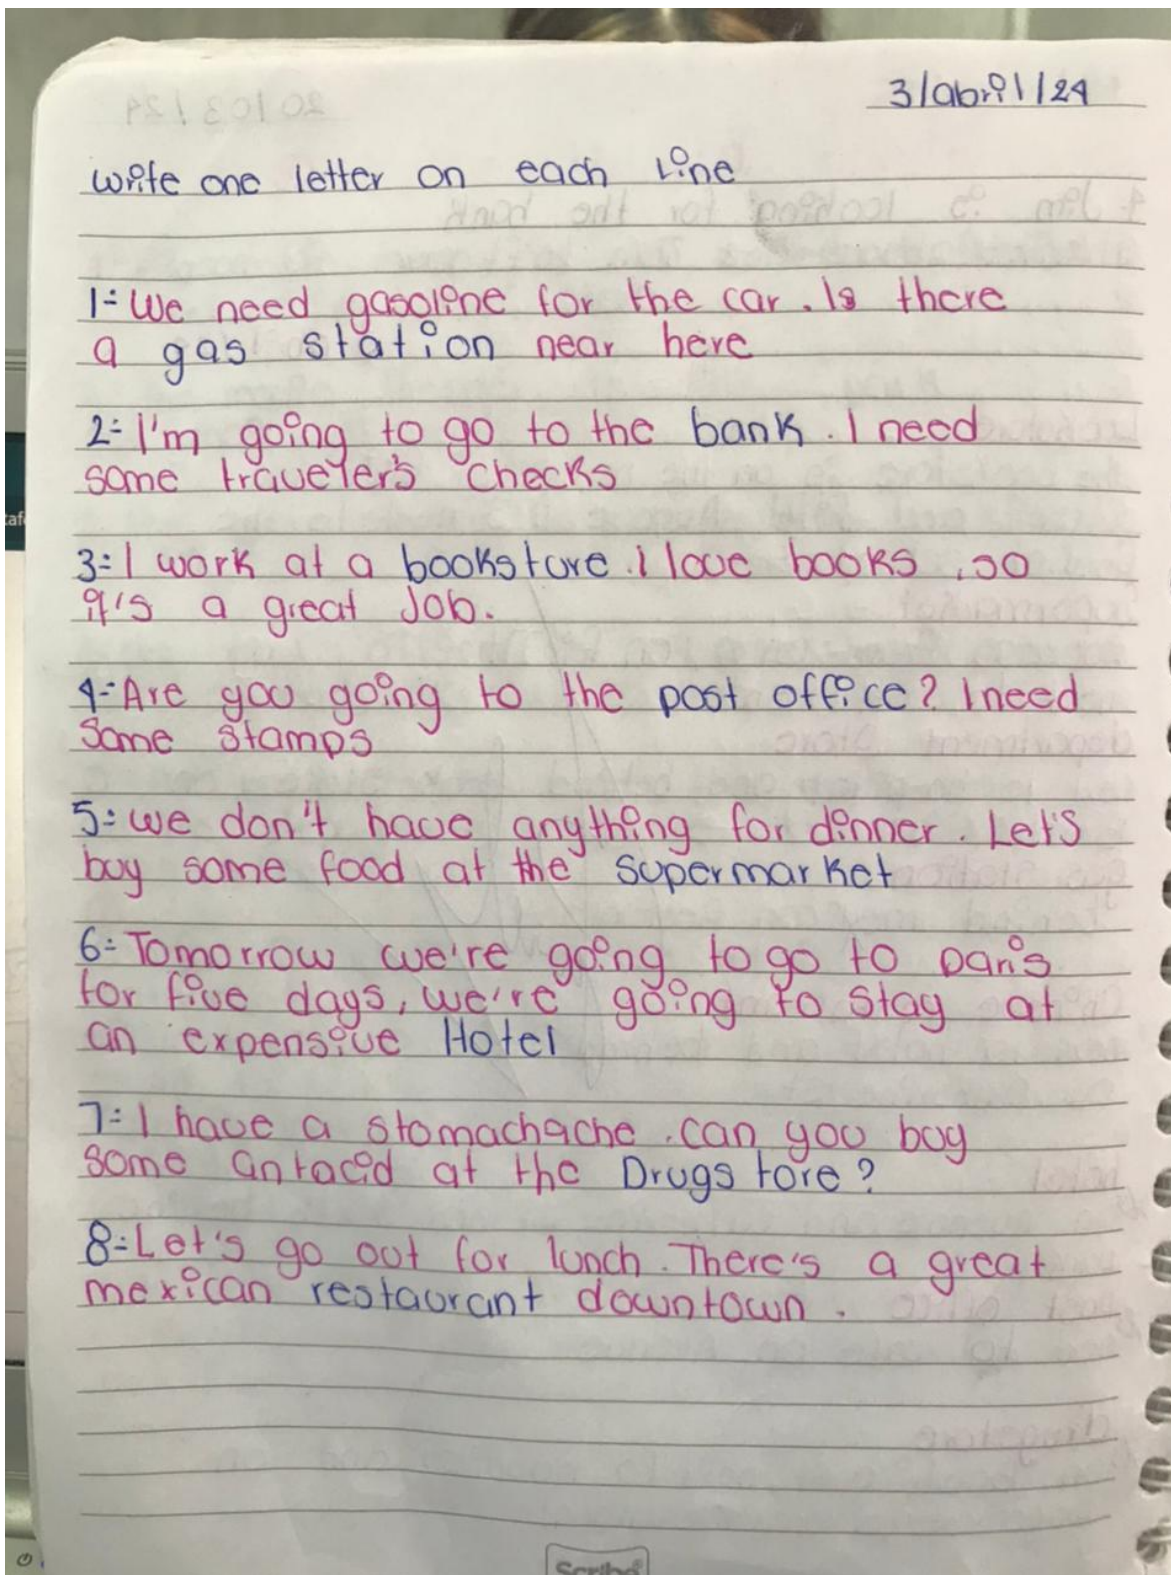 3/abril/24
write one letter on each Line
1= We need gasoline for the car. Is there
a gas station near here
2= I'm going to go to the bank. I need
some traveler's checks
3= I work at a bookstore. I love books, so
it's a great Job.
4= Are you going to the post office? I need
some stamps
5= we don't have anything for dinner. Let's
buy some food at the supermarket
6= Tomorrow we're going to go to paris
for five days, we're going to stay at
an expensive Hotel
7= I have a stomachache. can you buy
some antacid at the Drugstore?
8= Let's go out for lunch. There's a great
mexican restaurant downtown.
Scribe